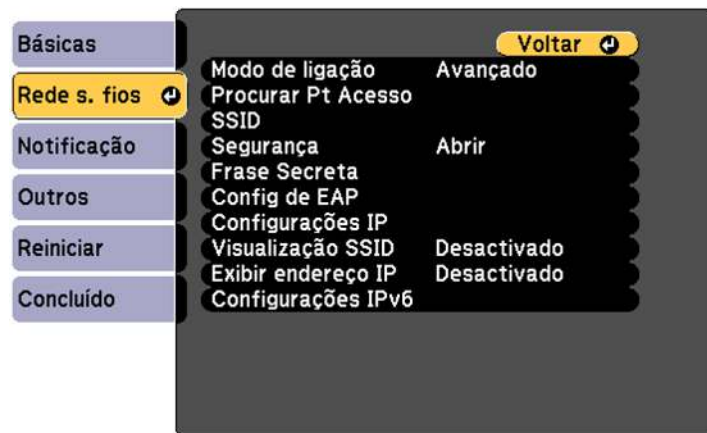 Básicas
Rede s. fios
Notificação
Outros
Reiniciar
Concluído
Voltar
Modo de ligação Avançado
Procurar Pt Acesso
SSID
Segurança Abrir
Frase Secreta
Config de EAP
Configurações IP
Visualização SSID Desactivado
Exibir endereço IP Desactivado
Configurações IPv6